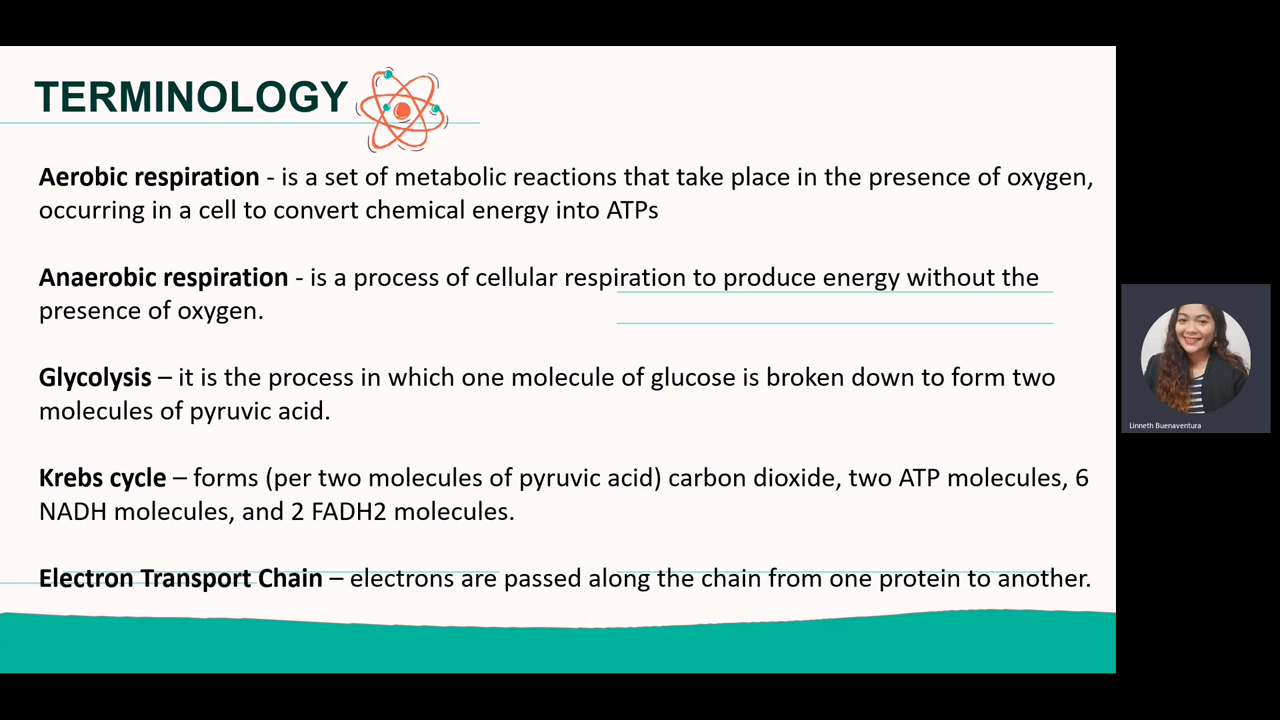 TERMINOLOGY
Aerobic respiration - is a set of metabolic reactions that take place in the presence of oxygen,
occurring in a cell to convert chemical energy into ATPs
Anaerobic respiration - is a process of cellular respiration to produce energy without the
presence of oxygen.
Glycolysis – it is the process in which one molecule of glucose is broken down to form two
molecules of pyruvic acid.
Krebs cycle – forms (per two molecules of pyruvic acid) carbon dioxide, two ATP molecules, 6
NADH molecules, and 2 FADH2 molecules.
Electron Transport Chain – electrons are passed along the chain from one protein to another.
Linneth Buenaventura